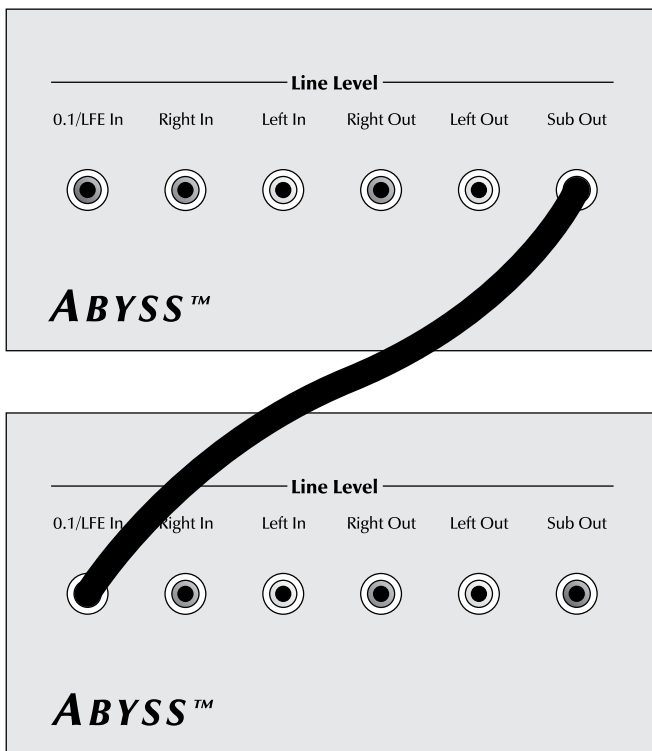 Line Level
0.1/LFE In Right In Left In Right Out Left Out Sub Out
ABYSS™
Line Level
0.1/LFE In Right In Left In Right Out Left Out Sub Out
ABYSS™